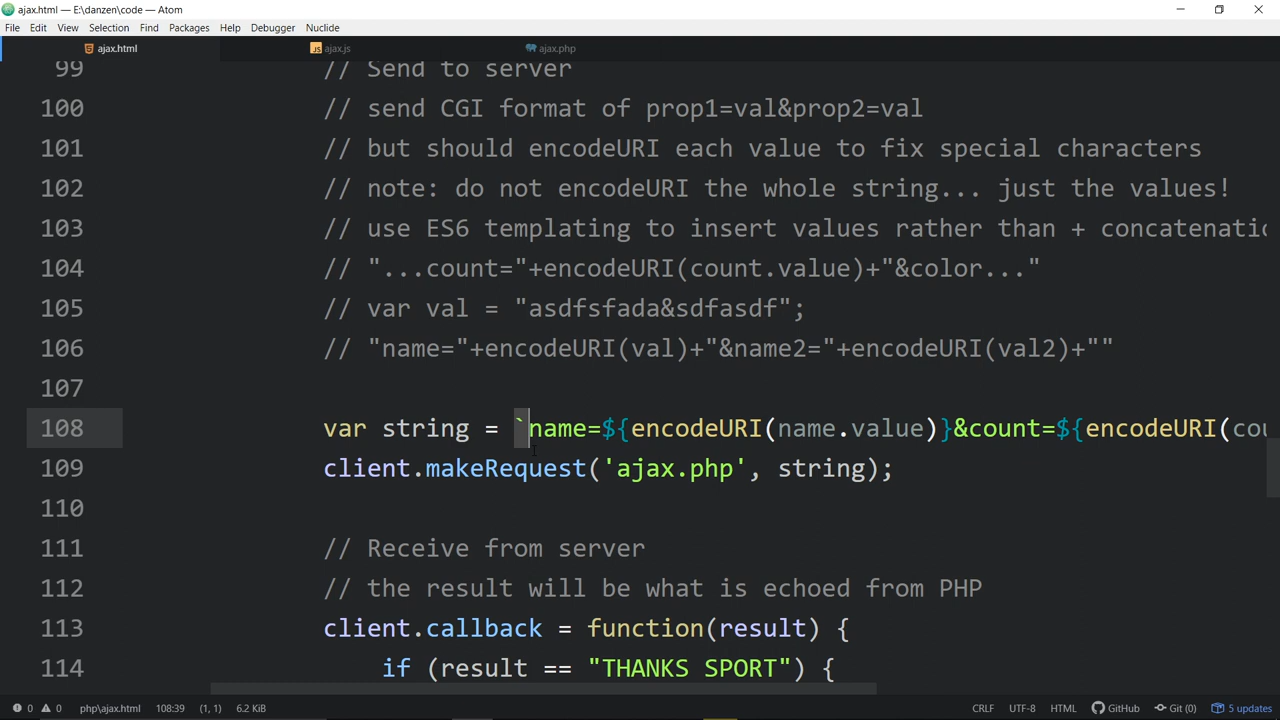 ajax.html — E:\danzen\code — Atom
File Edit View Selection Find Packages Help Debugger Nuclide
ajax.html JS ajax.js ajax.php
99 // Send to server
100 // send CGI format of prop1=val&prop2=val
101 // but should encodeURI each value to fix special characters
102 // note: do not encodeURI the whole string... just the values!
103 // use ES6 templating to insert values rather than + concatenatio
104 // "...count="+encodeURI(count.value)+"&color..."
105 // var val = "asdfsfada&sdfasdf";
106 // "name="+encodeURI(val)+"&name2="+encodeURI(val2)+""
107
108 var string = `name=${encodeURI(name.value)}&count=${encodeURI(cou
109 client.makeRequest('ajax.php', string);
110
111 // Receive from server
112 // the result will be what is echoed from PHP
113 client.callback = function(result) {
114 if (result == "THANKS SPORT") {
0 0 php\ajax.html 108:39 (1, 1) 6.2 KiB CRLF UTF-8 HTML GitHub Git (0) 5 updates